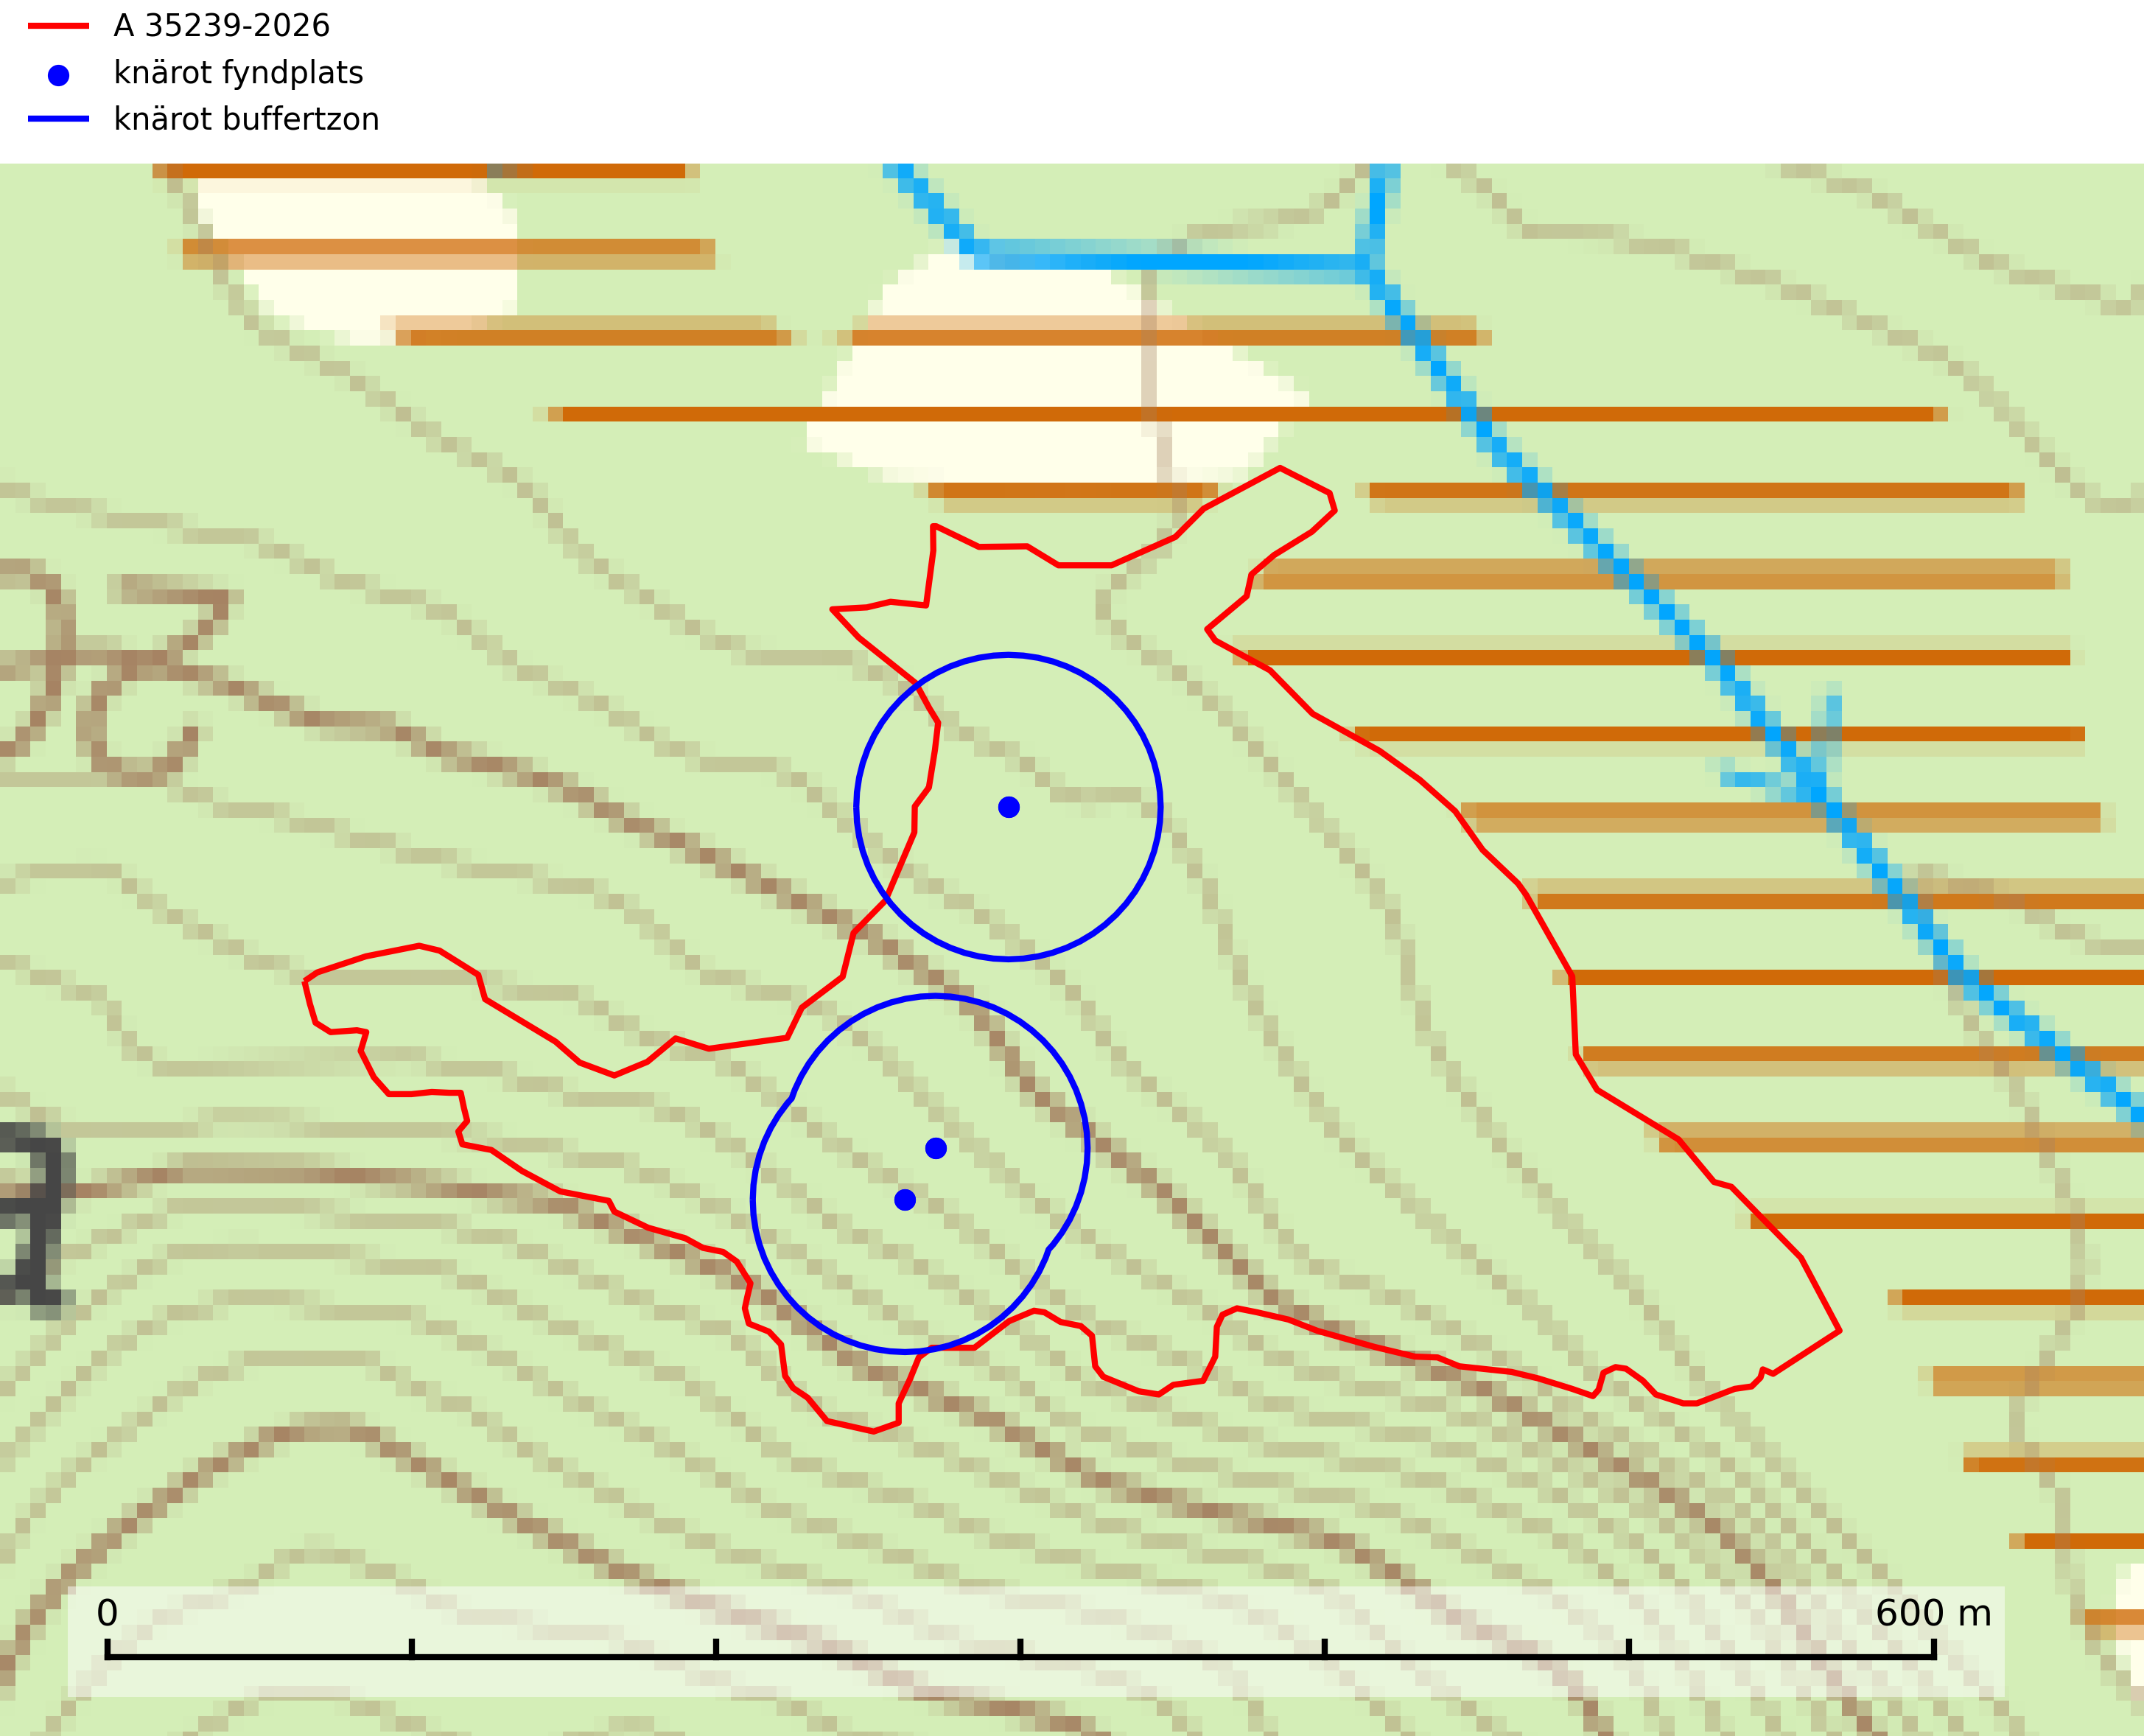 A 35239-2026
knärot fyndplats
knärot buffertzon
0
600 m